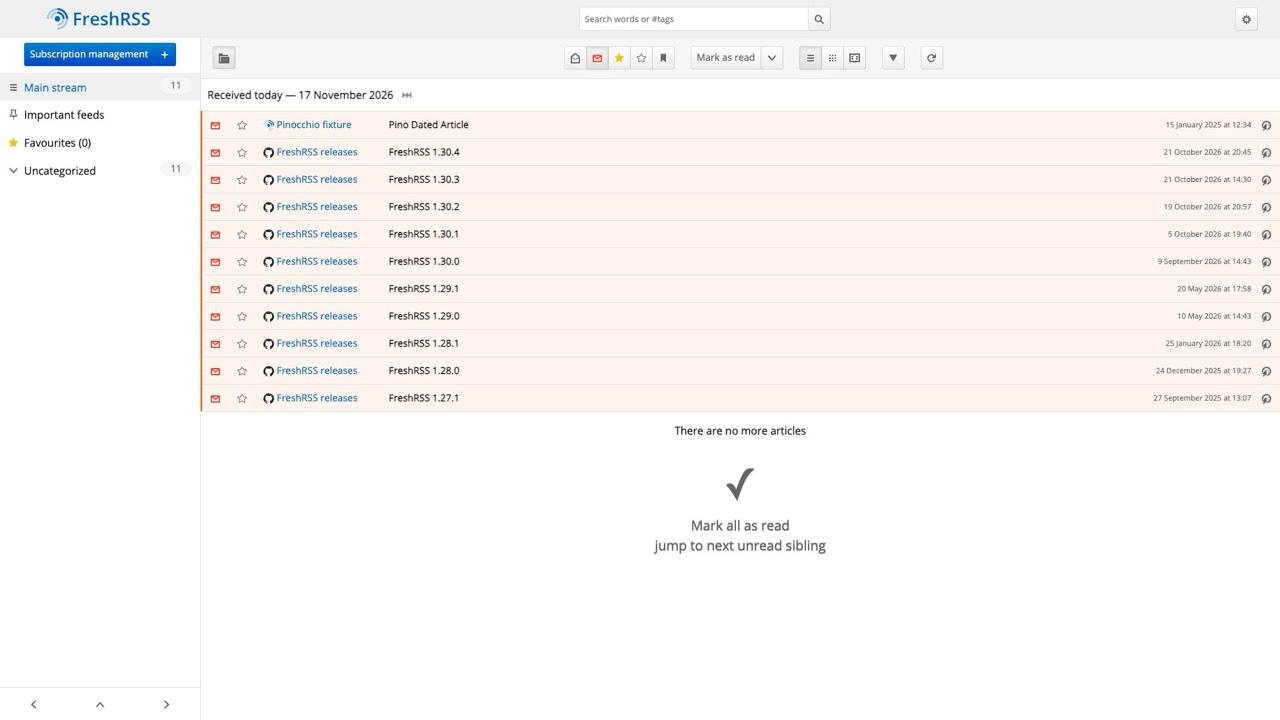 FreshRSS
Search words or #tags
Subscription management +
Mark as read
Main stream 11
Important feeds
Favourites (0)
Uncategorized 11
Received today — 17 November 2026
Pinocchio fixture Pino Dated Article 15 January 2025 at 12:34
FreshRSS releases FreshRSS 1.30.4 21 October 2026 at 20:45
FreshRSS releases FreshRSS 1.30.3 21 October 2026 at 14:30
FreshRSS releases FreshRSS 1.30.2 19 October 2026 at 20:57
FreshRSS releases FreshRSS 1.30.1 5 October 2026 at 19:40
FreshRSS releases FreshRSS 1.30.0 9 September 2026 at 14:43
FreshRSS releases FreshRSS 1.29.1 20 May 2026 at 17:58
FreshRSS releases FreshRSS 1.29.0 10 May 2026 at 14:43
FreshRSS releases FreshRSS 1.28.1 25 January 2026 at 18:20
FreshRSS releases FreshRSS 1.28.0 24 December 2025 at 19:27
FreshRSS releases FreshRSS 1.27.1 27 September 2025 at 13:07
There are no more articles
Mark all as read
jump to next unread sibling